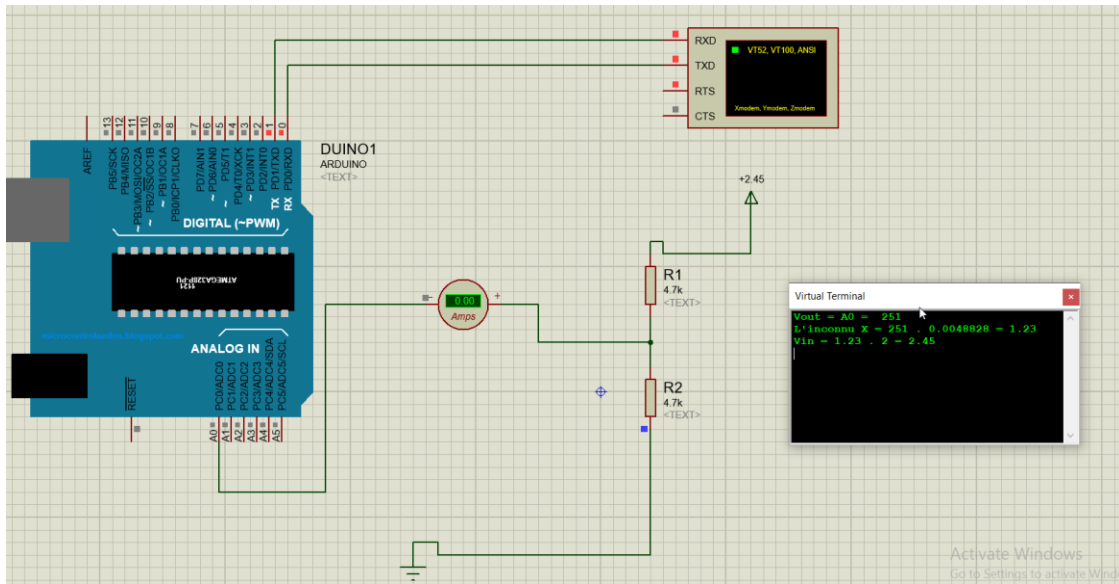 RXD
TXD
RTS
CTS
VT52, VT100, ANSI
Xmodem, Ymodem, Zmodem
13
12
11
10
9
8
7
6
5
4
3
2
1
0
AREF
PB5/SCK
PB4/MISO
~PB3/MOSI/OC2A
~PB2/SS/OC1B
~PB1/OC1A
PB0/ICP1/CLKO
PD7/AIN1
~PD6/AIN0
~PD5/T1
PD4/T0/XCK
~PD3/INT1
PD2/INT0
PD1/TXD
PD0/RXD
TX
RX
DIGITAL (~PWM)
DUINO1
ARDUINO
<TEXT>
1121
ATMEGA328P-PU
ANALOG IN
RESET
PC0/ADC0
PC1/ADC1
PC2/ADC2
PC3/ADC3
PC4/ADC4/SDA
PC5/ADC5/SCL
A0
A1
A2
A3
A4
A5
0.00
Amps
+
+2.45
R1
4.7k
<TEXT>
R2
4.7k
<TEXT>
Virtual Terminal
Vout = A0 =  251
L'inconnu X = 251 . 0.0048828 = 1.23
Vin = 1.23 . 2 = 2.45
Activate Windows
Go to Settings to activate Win